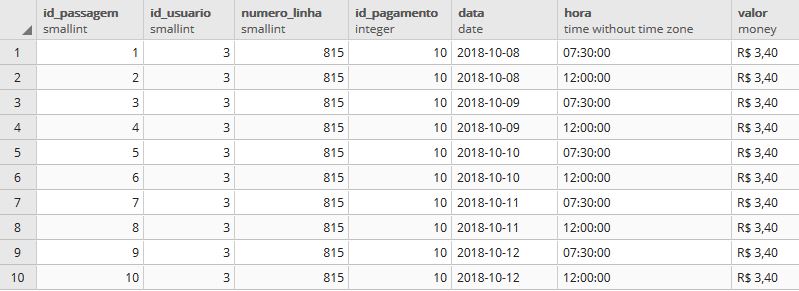 id_passagem id_usuario numero_linha id_pagamento data hora valor
smallint smallint smallint integer date time without time zone money
1 1 3 815 10 2018-10-08 07:30:00 R$ 3,40
2 2 3 815 10 2018-10-08 12:00:00 R$ 3,40
3 3 3 815 10 2018-10-09 07:30:00 R$ 3,40
4 4 3 815 10 2018-10-09 12:00:00 R$ 3,40
5 5 3 815 10 2018-10-10 07:30:00 R$ 3,40
6 6 3 815 10 2018-10-10 12:00:00 R$ 3,40
7 7 3 815 10 2018-10-11 07:30:00 R$ 3,40
8 8 3 815 10 2018-10-11 12:00:00 R$ 3,40
9 9 3 815 10 2018-10-12 07:30:00 R$ 3,40
10 10 3 815 10 2018-10-12 12:00:00 R$ 3,40